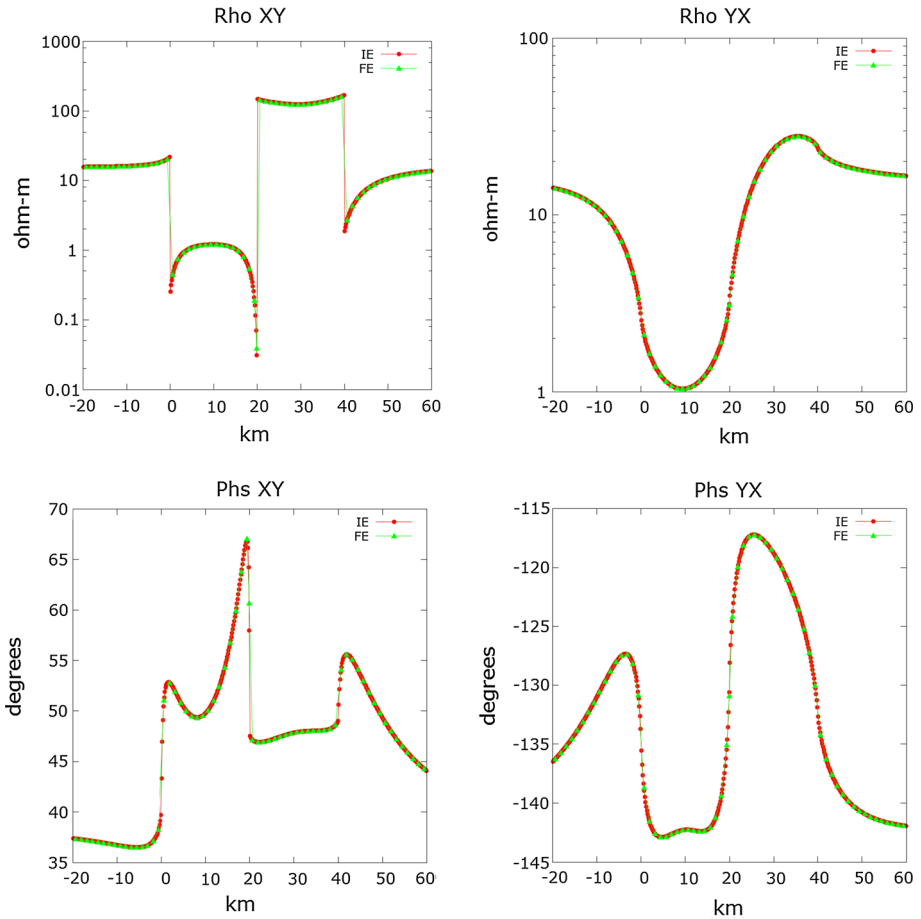 Rho XY
1000
100
10
1
0.1
0.01
ohm-m
IE
FE
-20 -10 0 10 20 30 40 50 60
km
Rho YX
100
10
1
ohm-m
IE
FE
-20 -10 0 10 20 30 40 50 60
km
Phs XY
70
65
60
55
50
45
40
35
degrees
IE
FE
-20 -10 0 10 20 30 40 50 60
km
Phs YX
-115
-120
-125
-130
-135
-140
-145
degrees
IE
FE
-20 -10 0 10 20 30 40 50 60
km